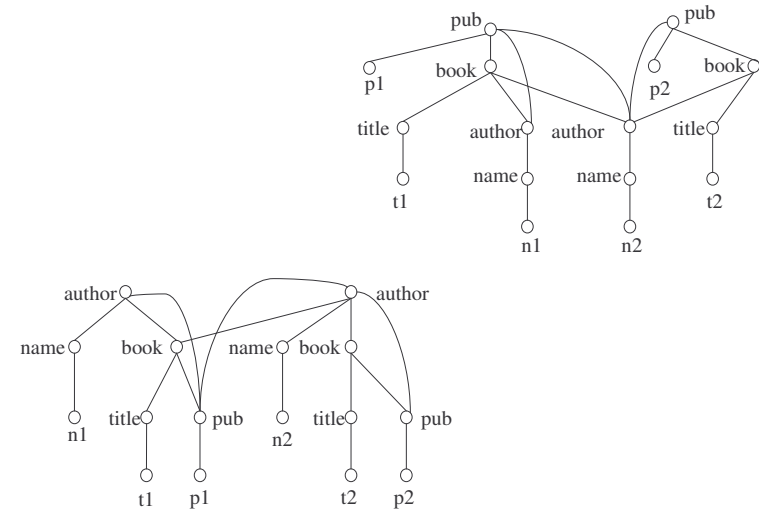 pub pub
p1 book p2 book
title author author title
name name
t1 t2
n1 n2
author author
name book name book
n1 title pub n2 title pub
t1 p1 t2 p2